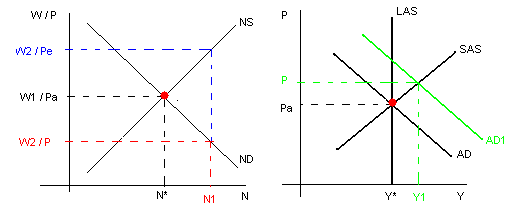 W / P
NS
W2 / Pe
W1 / Pa
W2 / P
ND
N*
N1
N
P
LAS
SAS
P
Pa
AD
AD1
Y*
Y1
Y